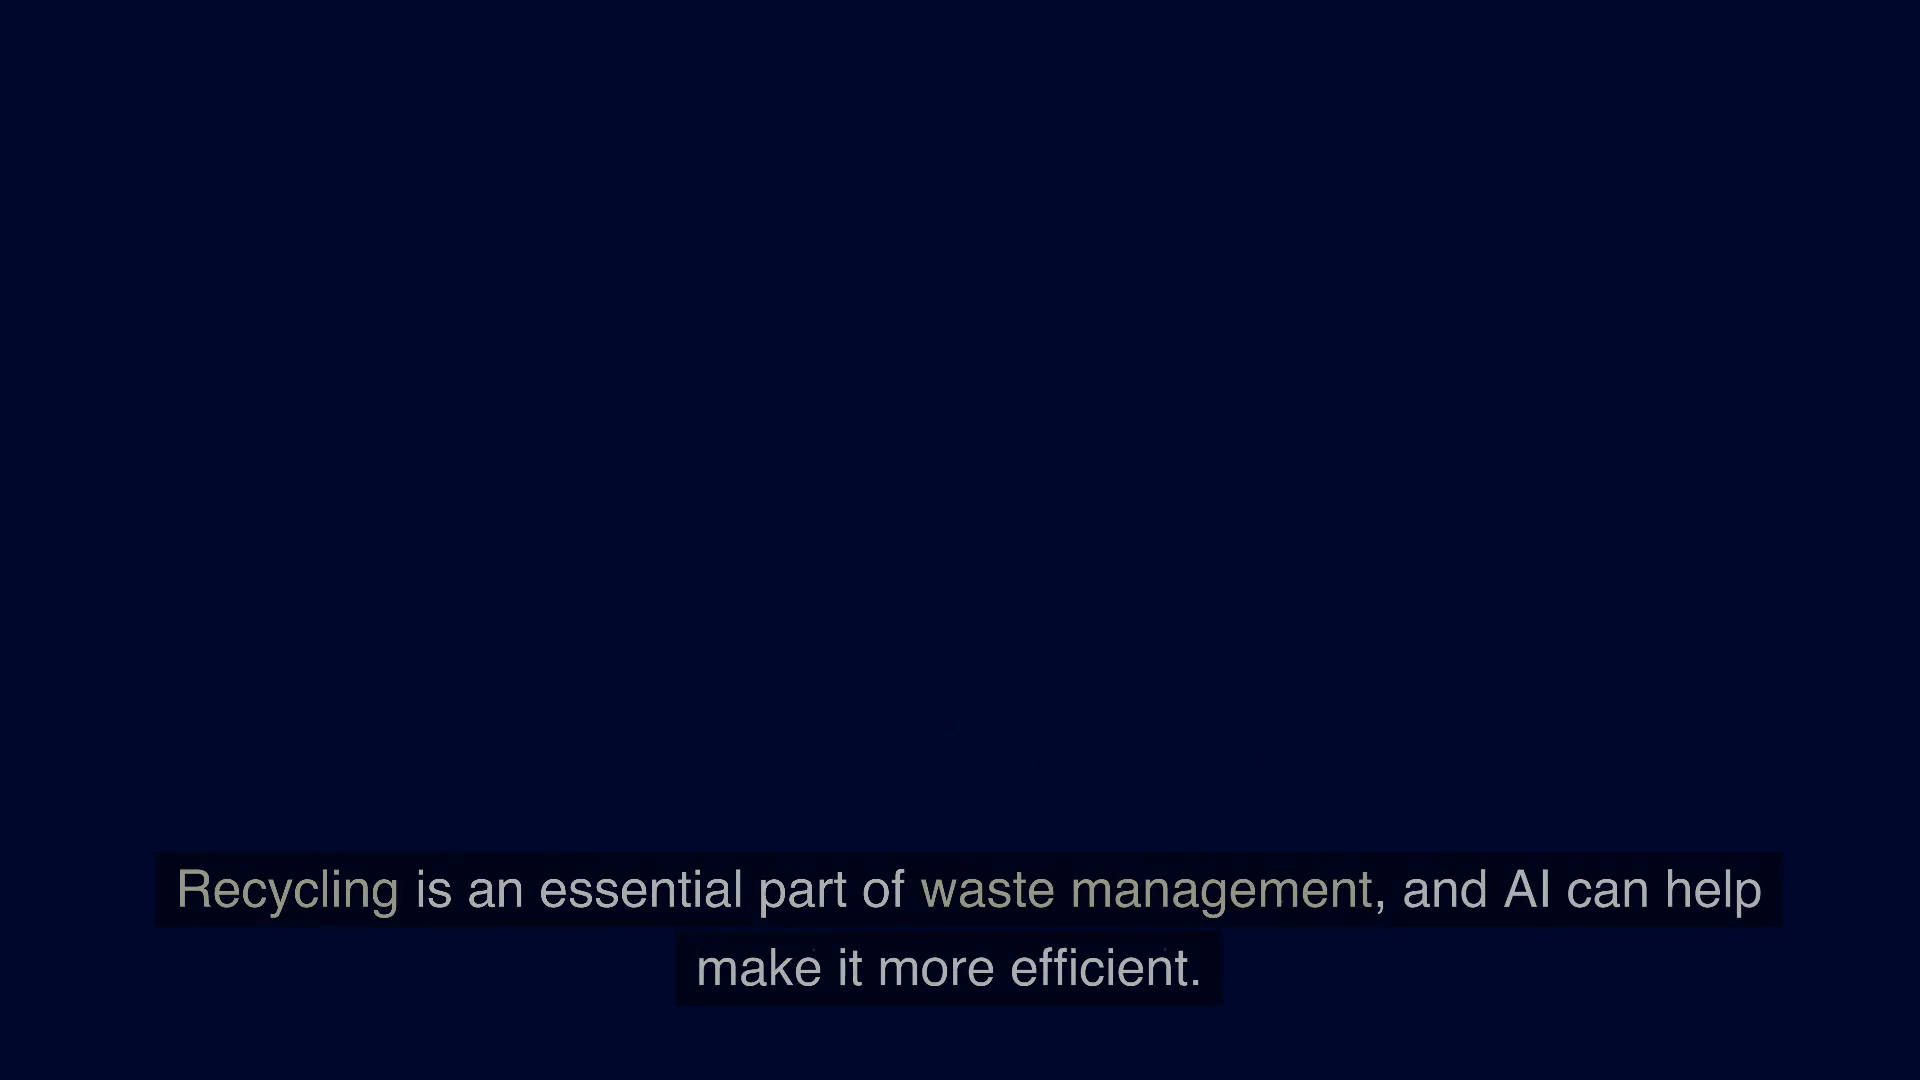 Recycling is an essential part of waste management, and AI can help
make it more efficient.